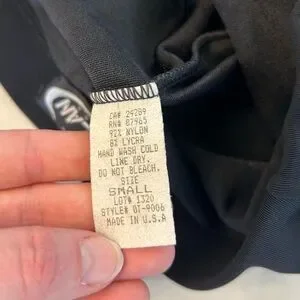 CA# 29289
RN# 87965
92% NYLON
8% LYCRA
HAND WASH COLD
LINE DRY.
DO NOT BLEACH.
SIZE
SMALL
LOT# 1320
STYLE# 01-9006
MADE IN U.S.A